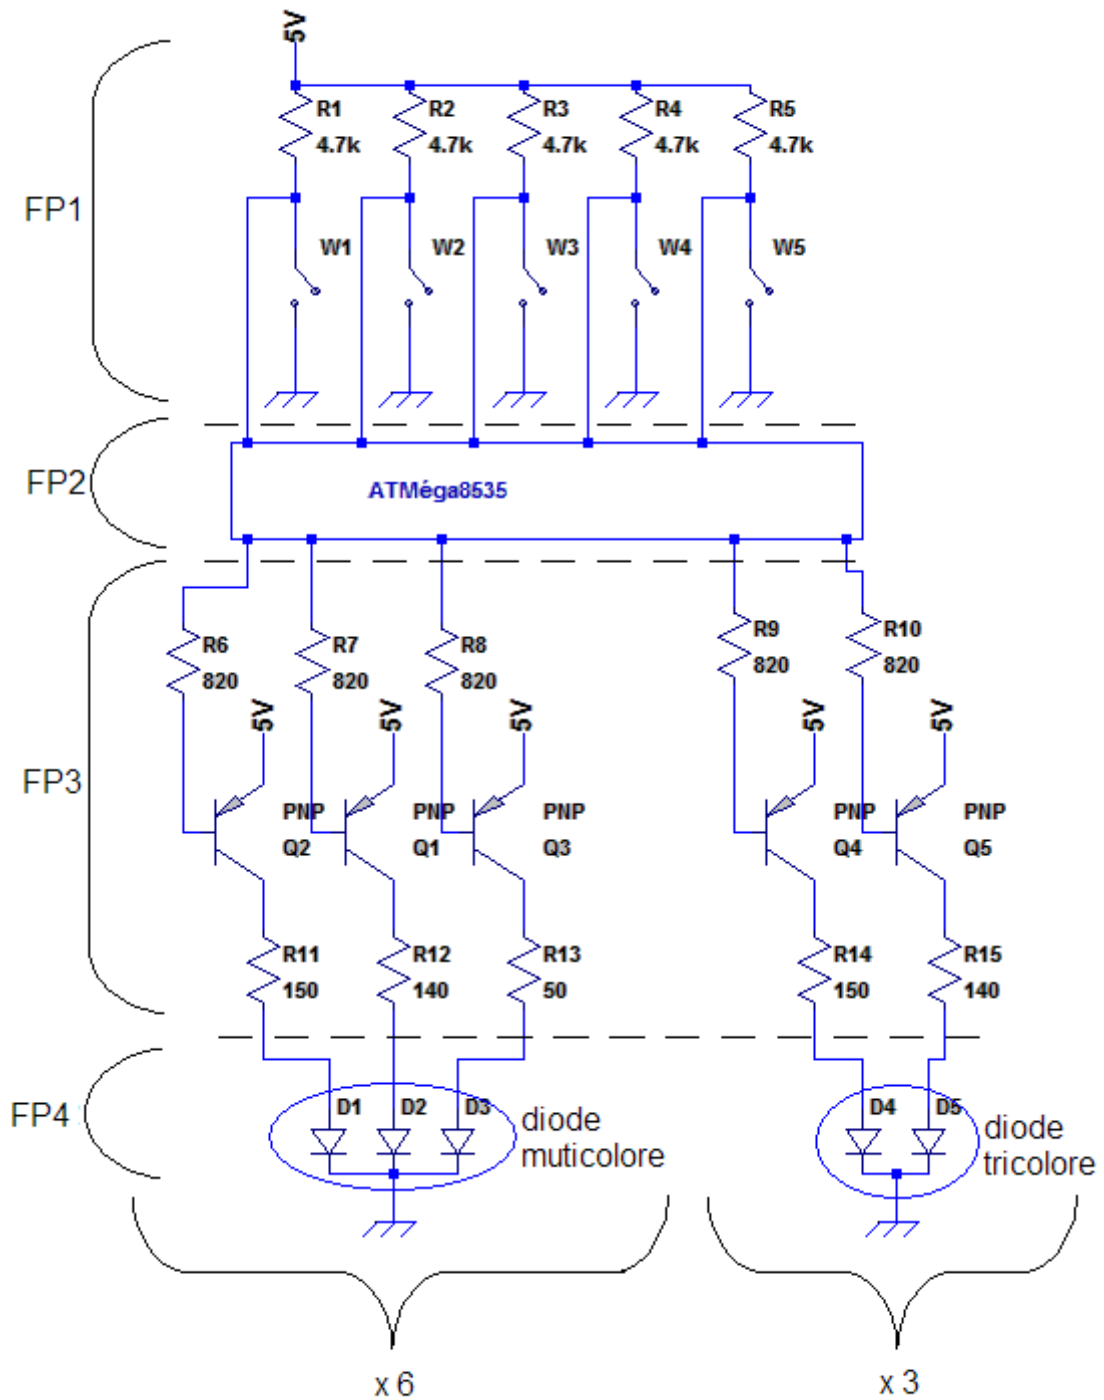 5V
R1 R2 R3 R4 R5
4.7k 4.7k 4.7k 4.7k 4.7k
FP1
W1 W2 W3 W4 W5
FP2
ATMéga8535
R6 R7 R8 R9 R10
820 820 820 820 820
5V 5V 5V 5V 5V
FP3
PNP PNP PNP PNP PNP
Q2 Q1 Q3 Q4 Q5
R11 R12 R13 R14 R15
150 140 50 150 140
FP4
D1 D2 D3 D4 D5
diode
muticolore
diode
tricolore
x 6
x 3